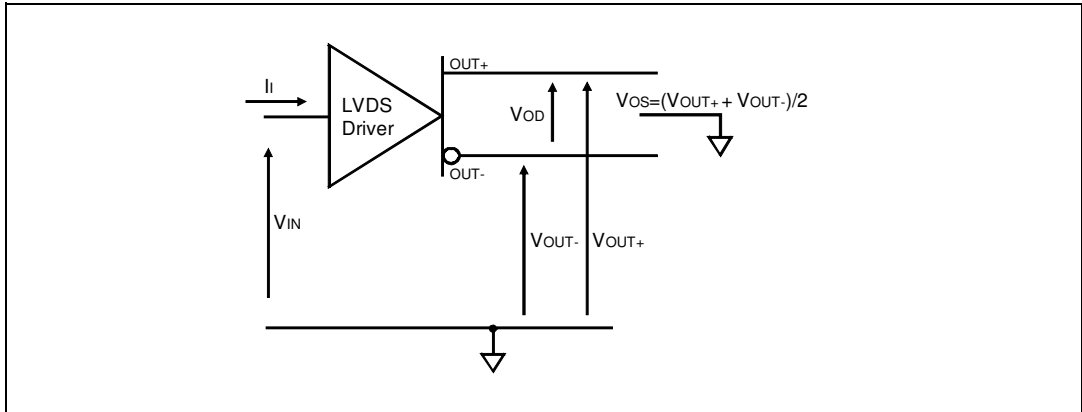 OUT+
II
LVDS
Driver
VOD
VOS=(VOUT+ + VOUT-)/2
OUT-
VIN
VOUT-
VOUT+